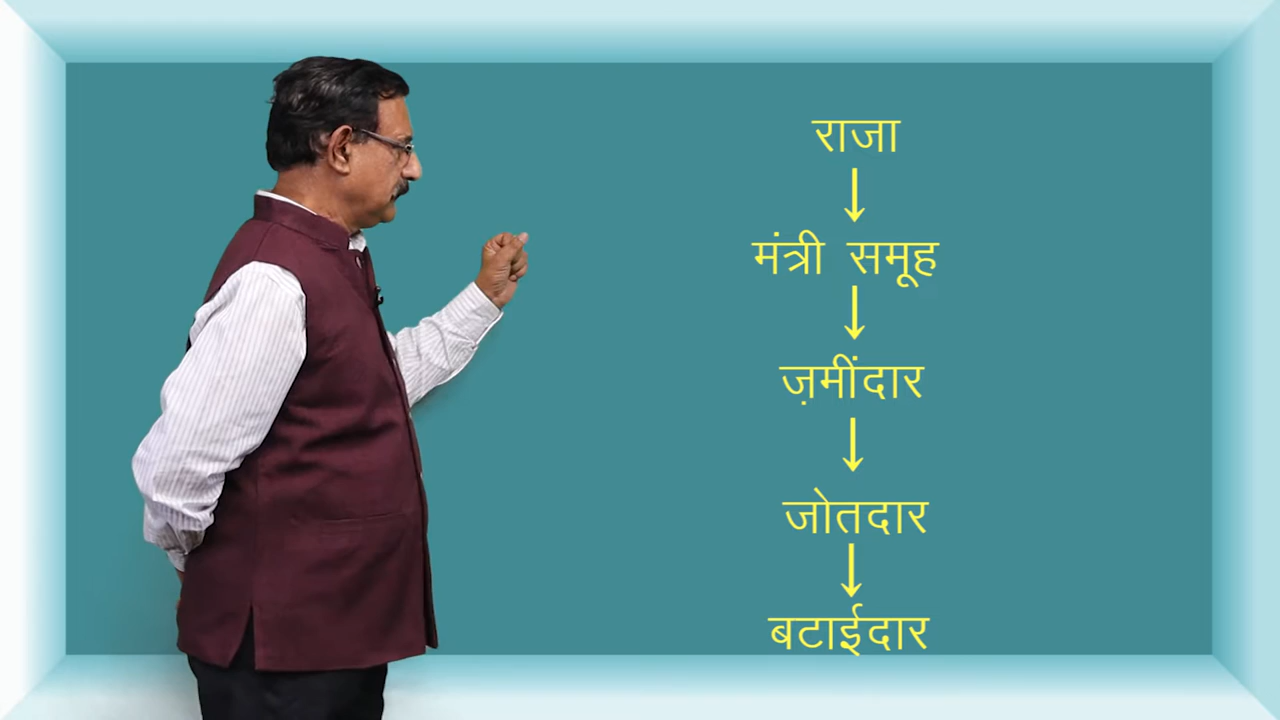 राजा
मंत्री समूह
ज़मींदार
जोतदार
बटाईदार